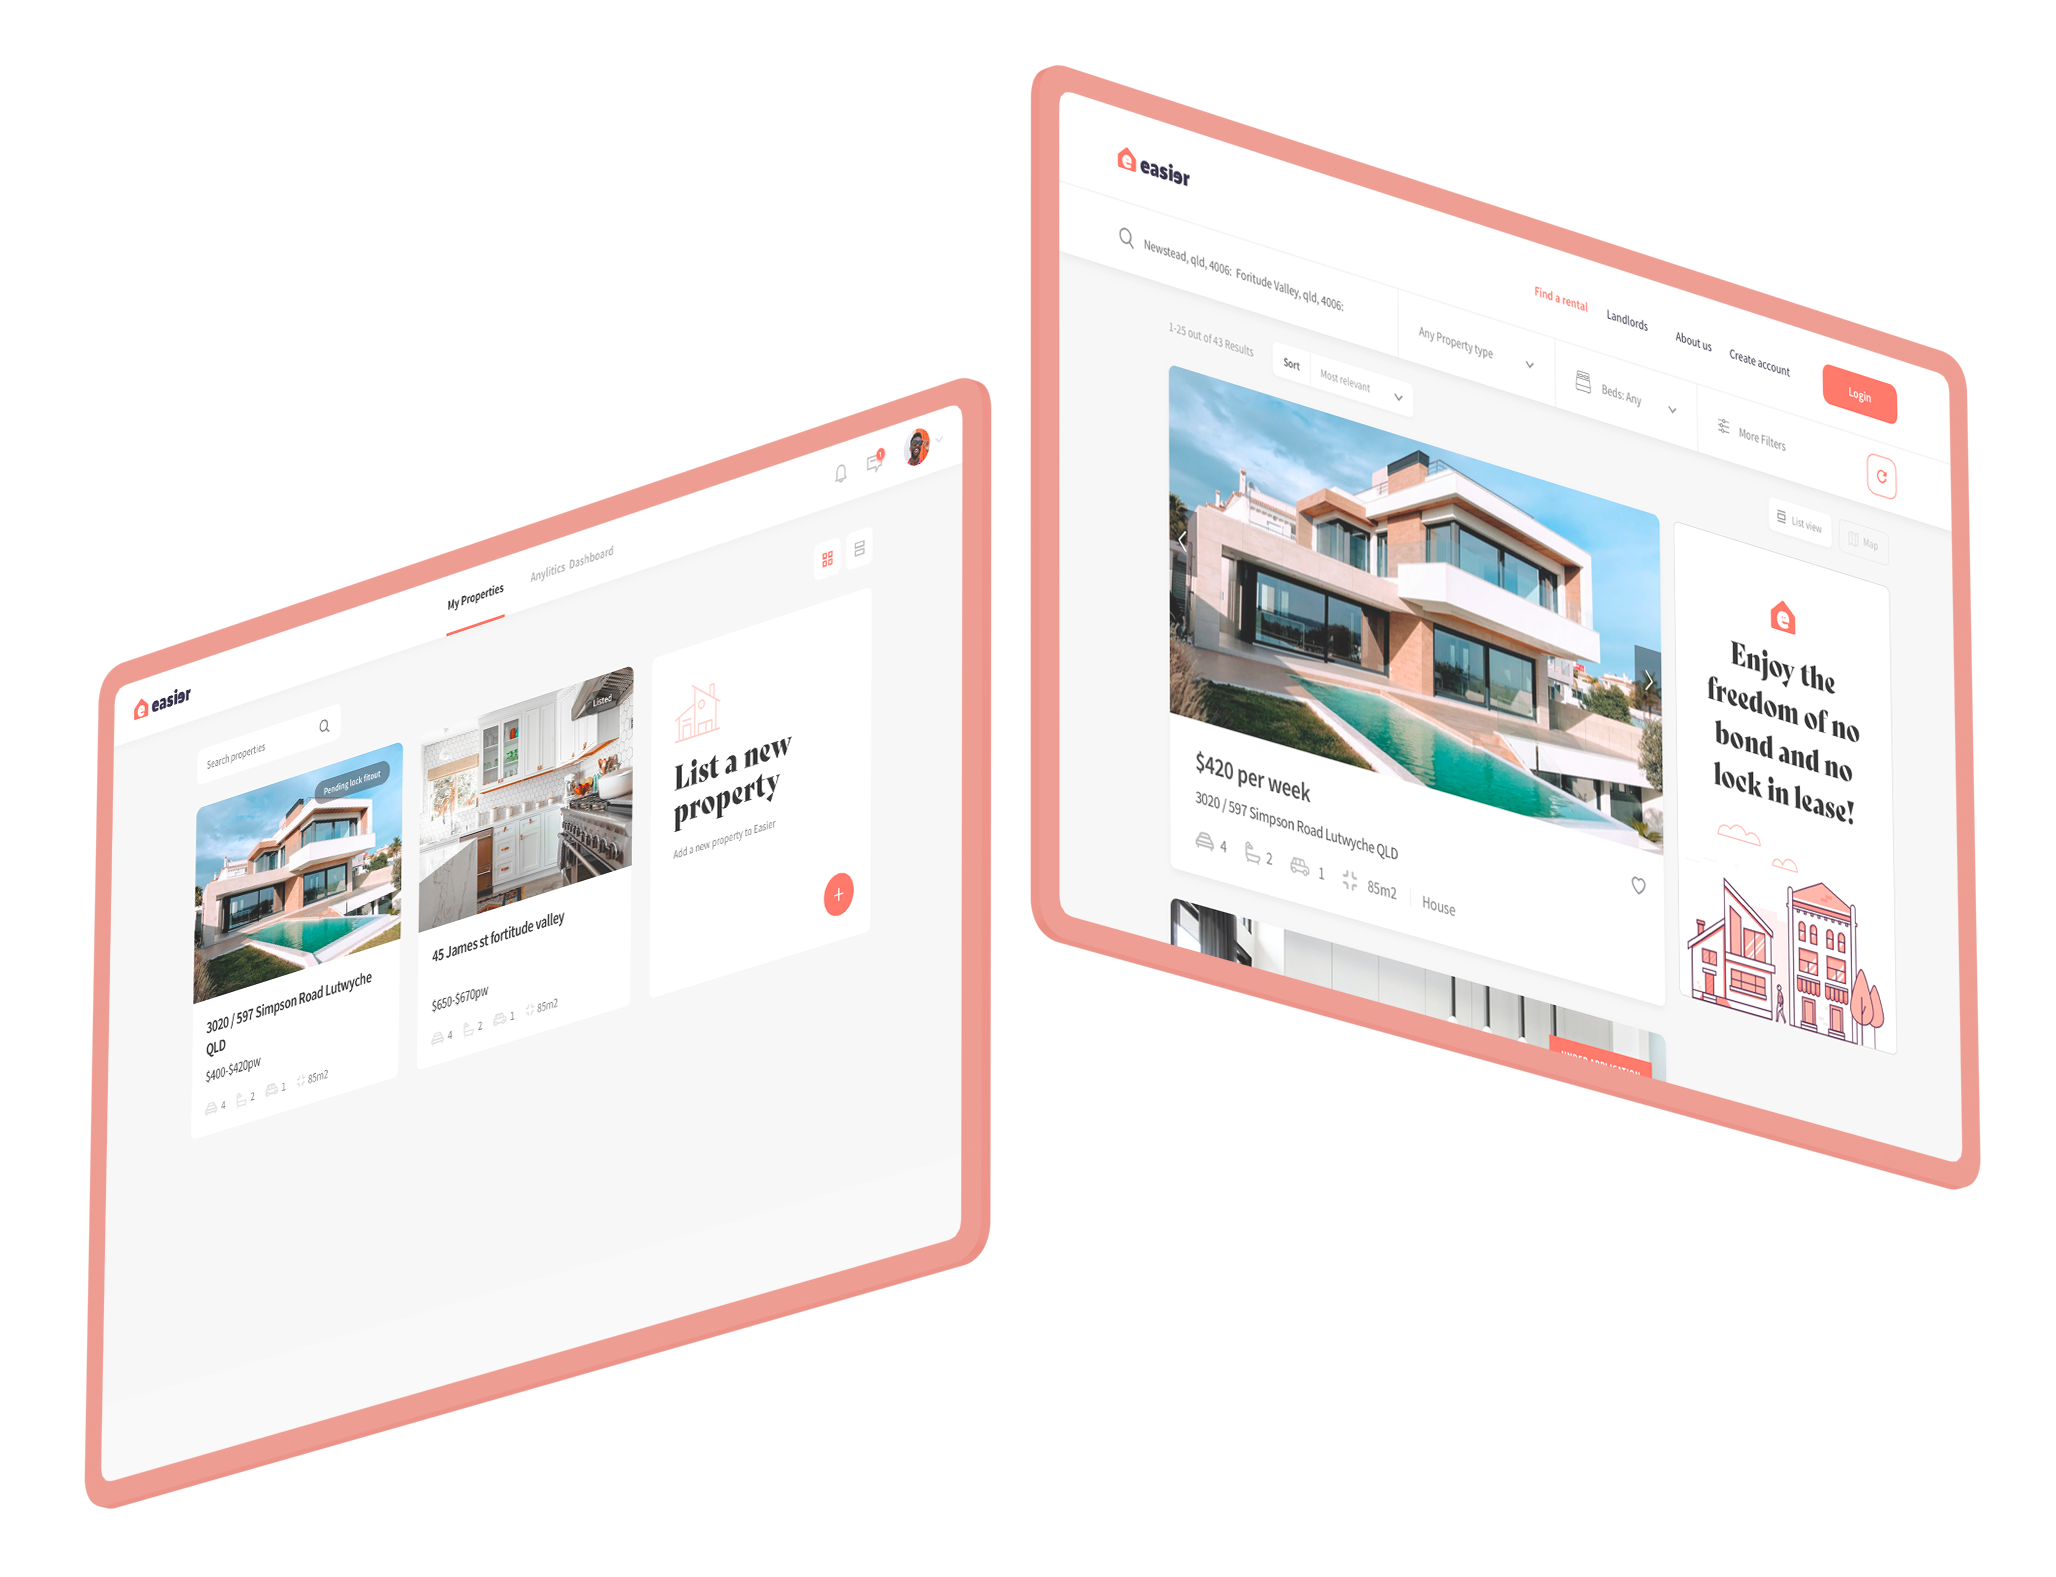 easier
My Properties
Anylitics Dashboard
1
Search properties
Pending lock fitout
3020 / 597 Simpson Road Lutwyche
QLD
$400-$420pw
4 2 1 85m2
Listed
45 James st fortitude valley
$650-$670pw
4 2 1 85m2
List a new
property
Add a new property to Easier
+
easier
Find a rental
Landlords
About us
Create account
Login
Newstead, qld, 4006: Foritude Valley, qld, 4006:
Any Property type
Beds: Any
More Filters
1-25 out of 43 Results
Sort
Most relevant
List view
Map
$420 per week
3020 / 597 Simpson Road Lutwyche QLD
4 2 1 85m2 House
UNDER APPLICATION
e
Enjoy the
freedom of no
bond and no
lock in lease!